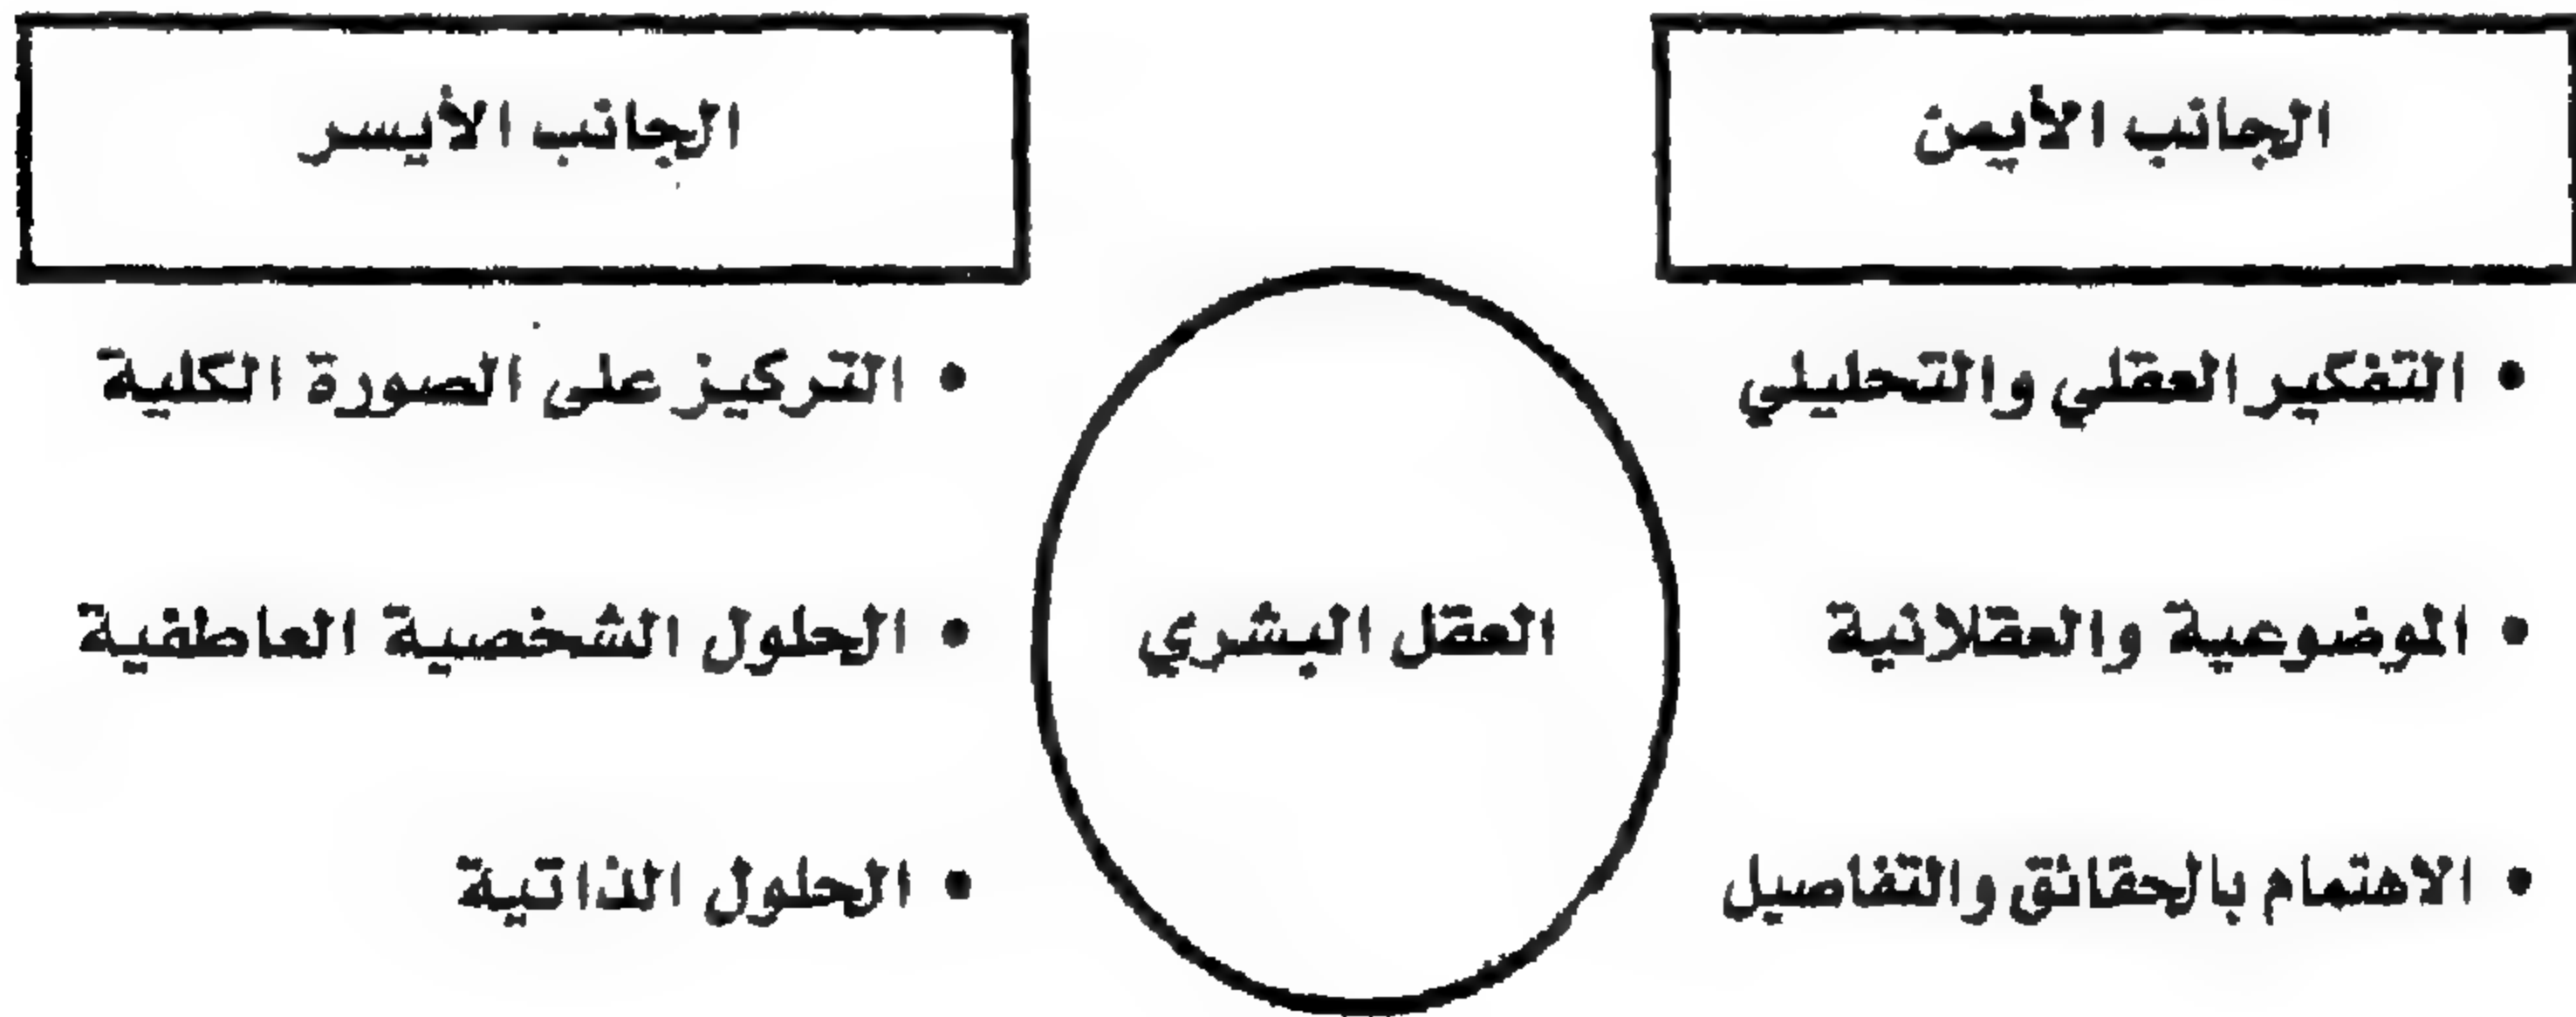 الجانب الأيمن
• التفكير العقلي والتحليلي
• الموضوعية والعقلانية
• الاهتمام بالحقائق والتفاصيل
العقل البشري
الجانب الأيسر
• التركيز على الصورة الكلية
• الحلول الشخصية العاطفية
• الحلول الذاتية